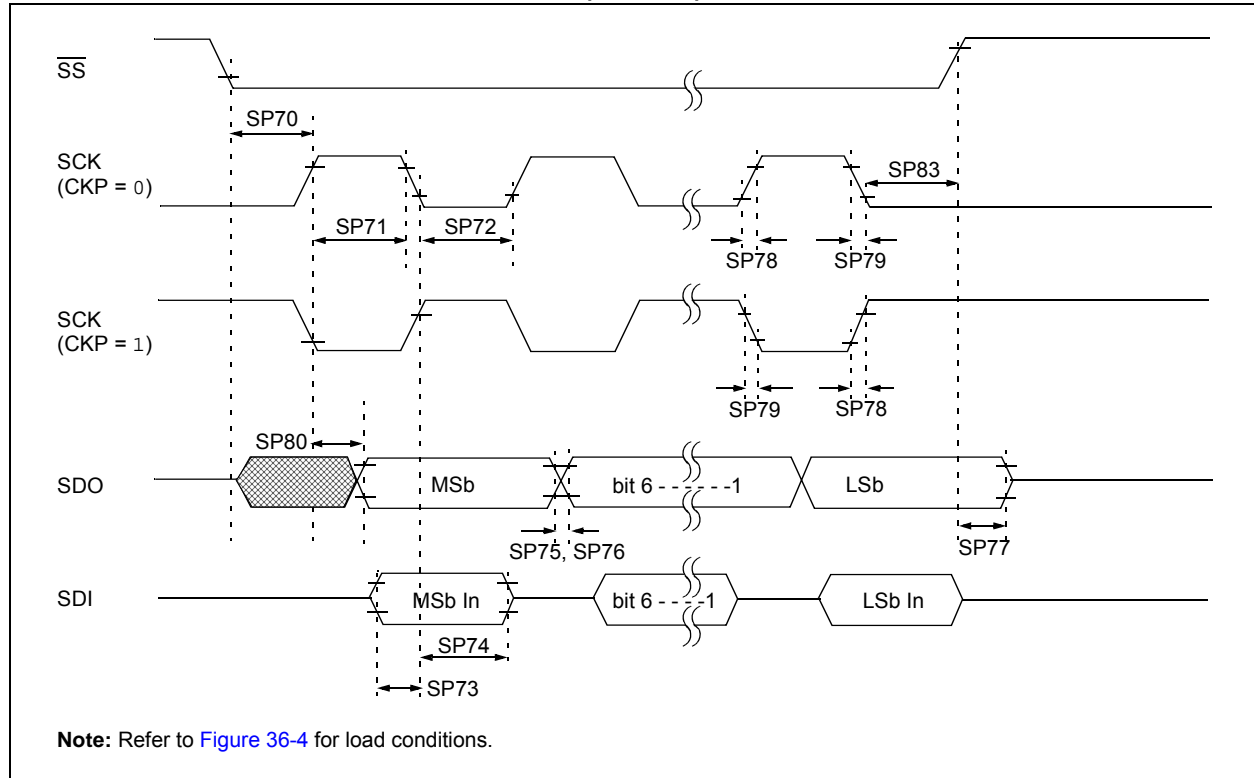 SS
SP70
SCK
(CKP = 0)
SP83
SP71
SP72
SP78
SP79
SCK
(CKP = 1)
SP79
SP78
SP80
SDO
MSb
bit 6 - - - - - -1
LSb
SP75, SP76
SP77
SDI
MSb In
bit 6 - - - -1
LSb In
SP74
SP73
Note: Refer to Figure 36-4 for load conditions.